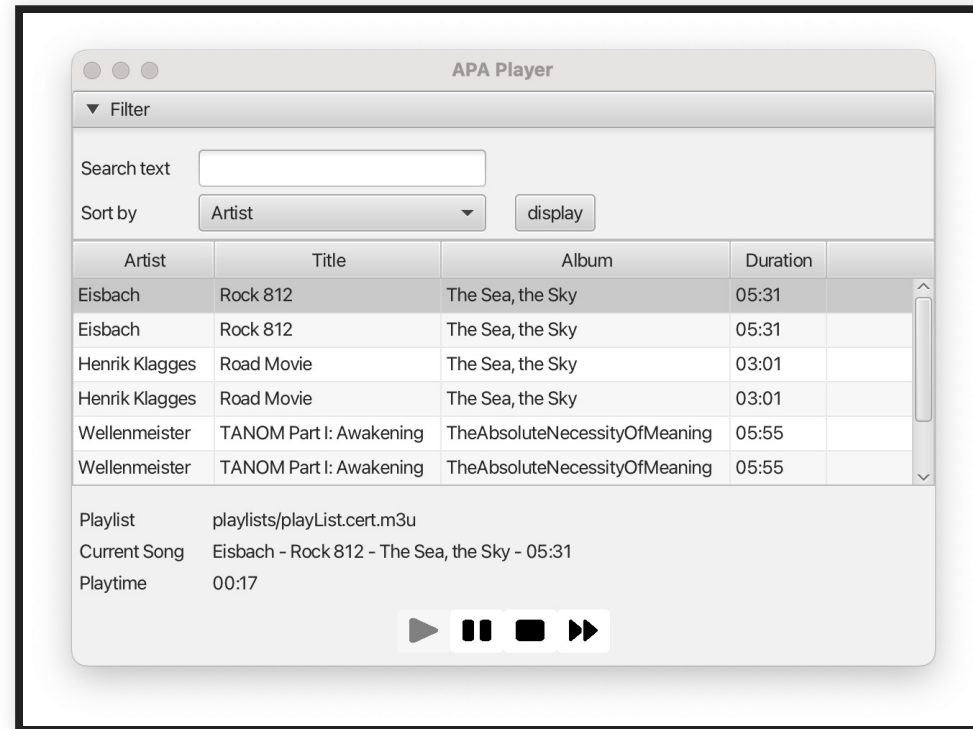 APA Player
Filter
Search text
Sort by Artist display
Artist Title Album Duration
Eisbach Rock 812 The Sea, the Sky 05:31
Eisbach Rock 812 The Sea, the Sky 05:31
Henrik Klagges Road Movie The Sea, the Sky 03:01
Henrik Klagges Road Movie The Sea, the Sky 03:01
Wellenmeister TANOM Part I: Awakening TheAbsoluteNecessityOfMeaning 05:55
Wellenmeister TANOM Part I: Awakening TheAbsoluteNecessityOfMeaning 05:55
Playlist playlists/playList.cert.m3u
Current Song Eisbach - Rock 812 - The Sea, the Sky - 05:31
Playtime 00:17